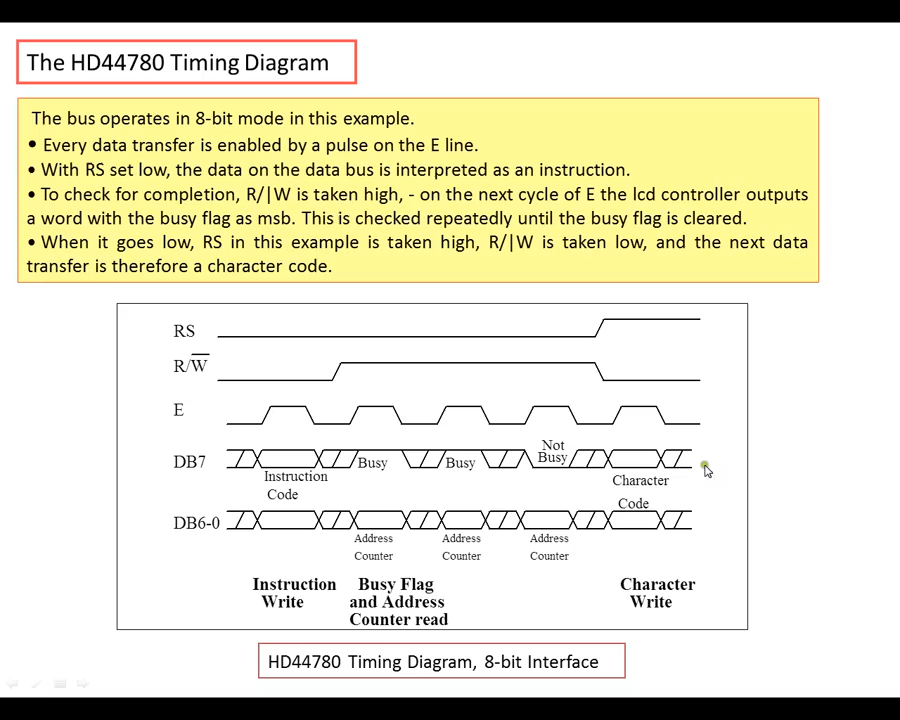 The HD44780 Timing Diagram
The bus operates in 8-bit mode in this example.
• Every data transfer is enabled by a pulse on the E line.
• With RS set low, the data on the data bus is interpreted as an instruction.
• To check for completion, R/|W is taken high, - on the next cycle of E the lcd controller outputs
a word with the busy flag as msb. This is checked repeatedly until the busy flag is cleared.
• When it goes low, RS in this example is taken high, R/|W is taken low, and the next data
transfer is therefore a character code.
RS
R/W̅
E
DB7
Busy
Busy
Not
Busy
Instruction
Code
Character
Code
DB6-0
Address
Counter
Address
Counter
Address
Counter
Instruction
Write
Busy Flag
and Address
Counter read
Character
Write
HD44780 Timing Diagram, 8-bit Interface